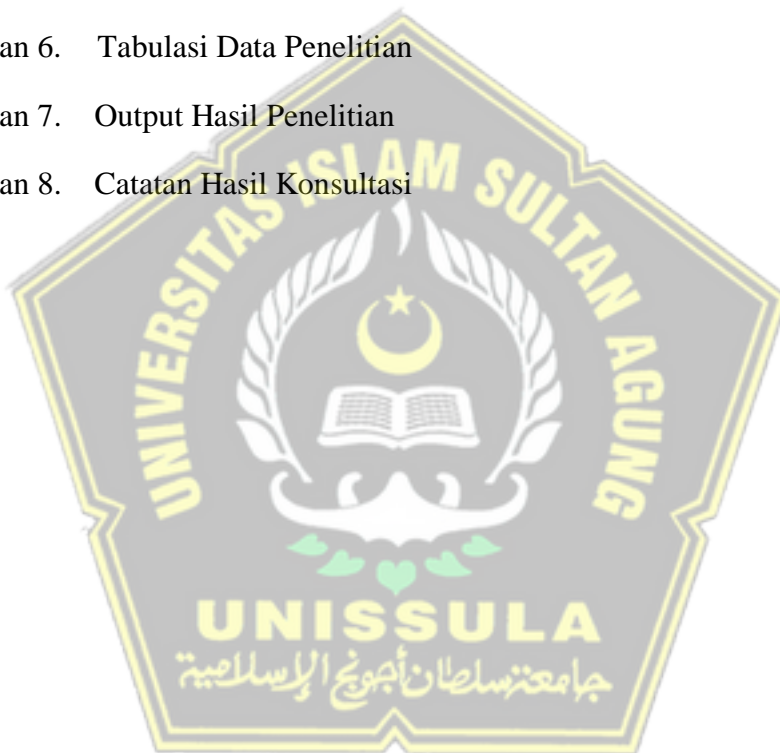 an 6. Tabulasi Data Penelitian
an 7. Output Hasil Penelitian
an 8. Catatan Hasil Konsultasi
UNIVERSITAS ISLAM SULTAN AGUNG
UNISSULA
جامعة سلطان أجونج الإسلامية